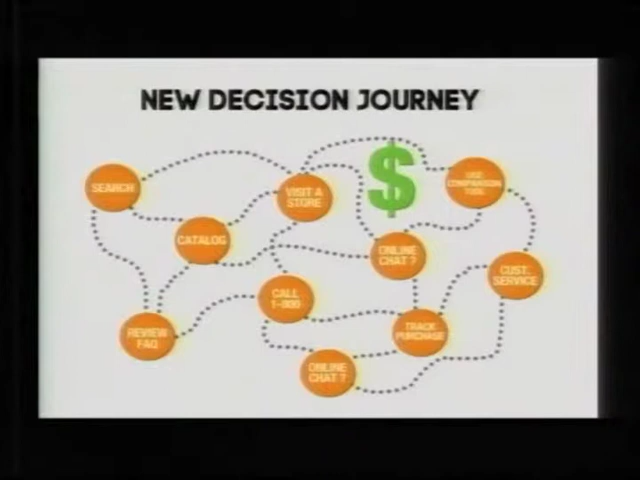 NEW DECISION JOURNEY
$
SEARCH
VISIT A
STORE
USE
COMPARISON
TOOL
CATALOG
ONLINE
CHAT ?
CUST.
SERVICE
CALL
1-800
REVIEW
FAQ
TRACK
PURCHASE
ONLINE
CHAT ?